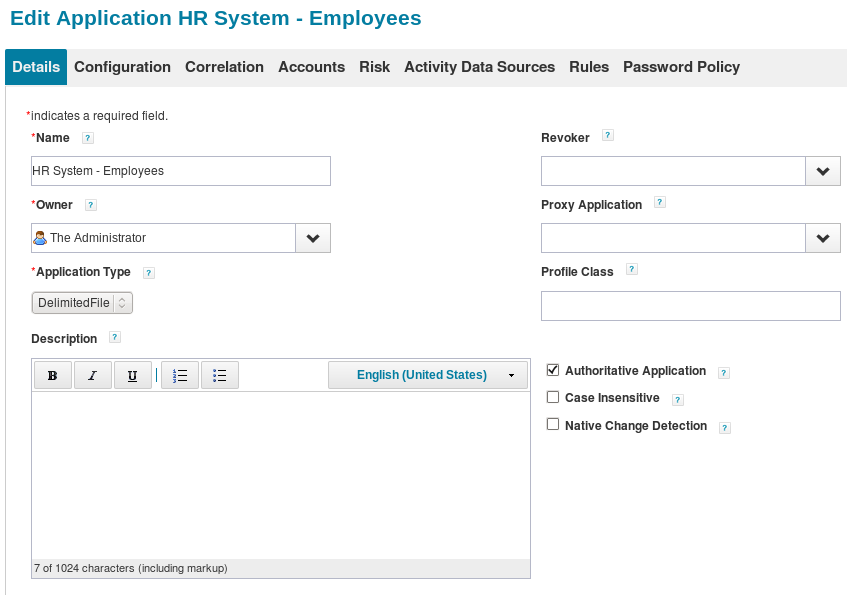 Edit Application HR System - Employees
Details Configuration Correlation Accounts Risk Activity Data Sources Rules Password Policy
*indicates a required field.
*Name ?
HR System - Employees
*Owner ?
The Administrator
*Application Type ?
DelimitedFile
Description ?
B I U English (United States)
7 of 1024 characters (including markup)
Revoker ?
Proxy Application ?
Profile Class ?
Authoritative Application ?
Case Insensitive ?
Native Change Detection ?